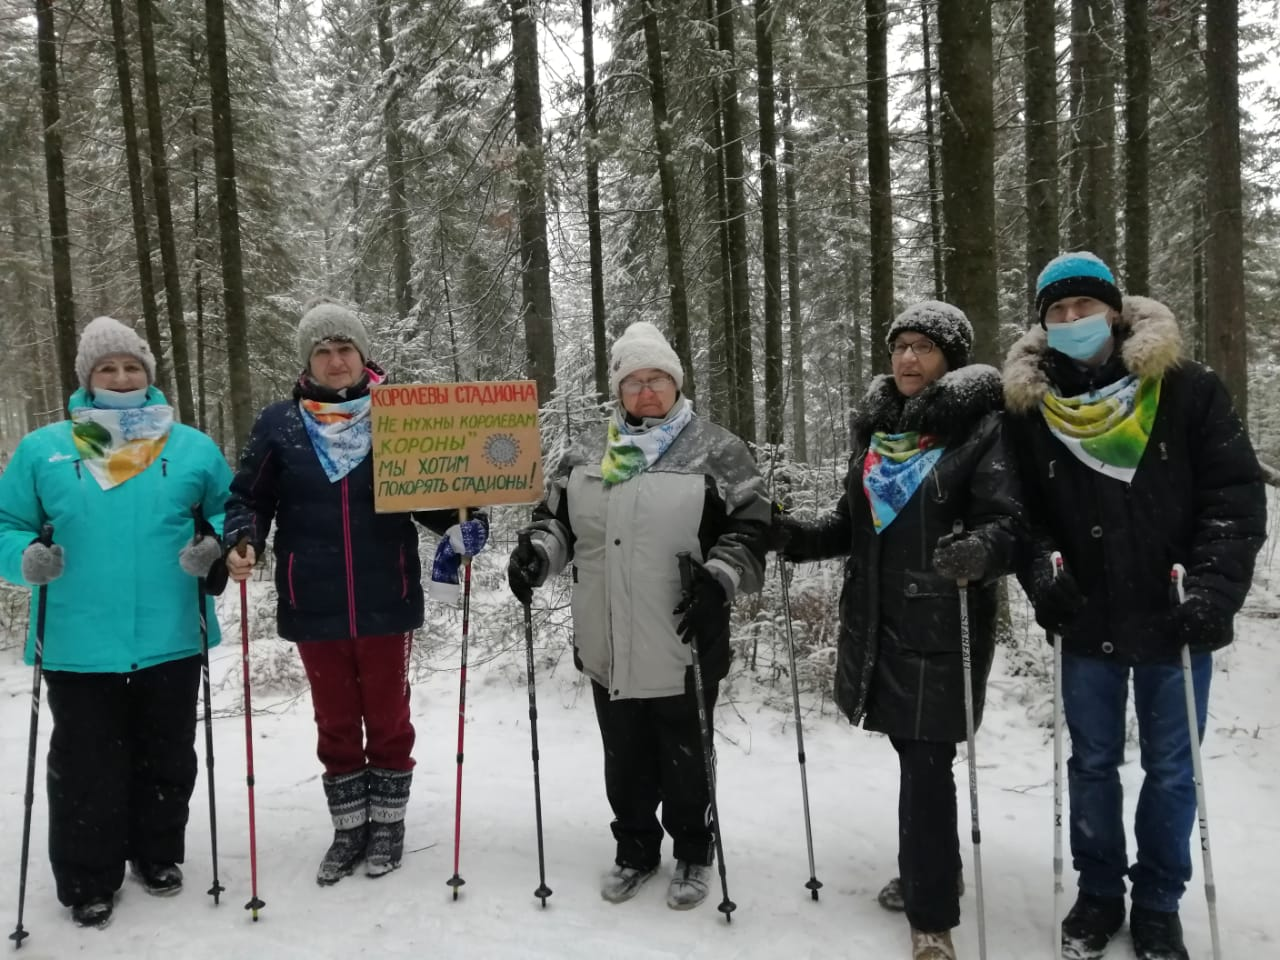 КОРОЛЕВЫ СТАДИОНА
НЕ НУЖНЫ КОРОЛЕВАМ
„КОРОНЫ"
МЫ ХОТИМ
ПОКОРЯТЬ СТАДИОНЫ!